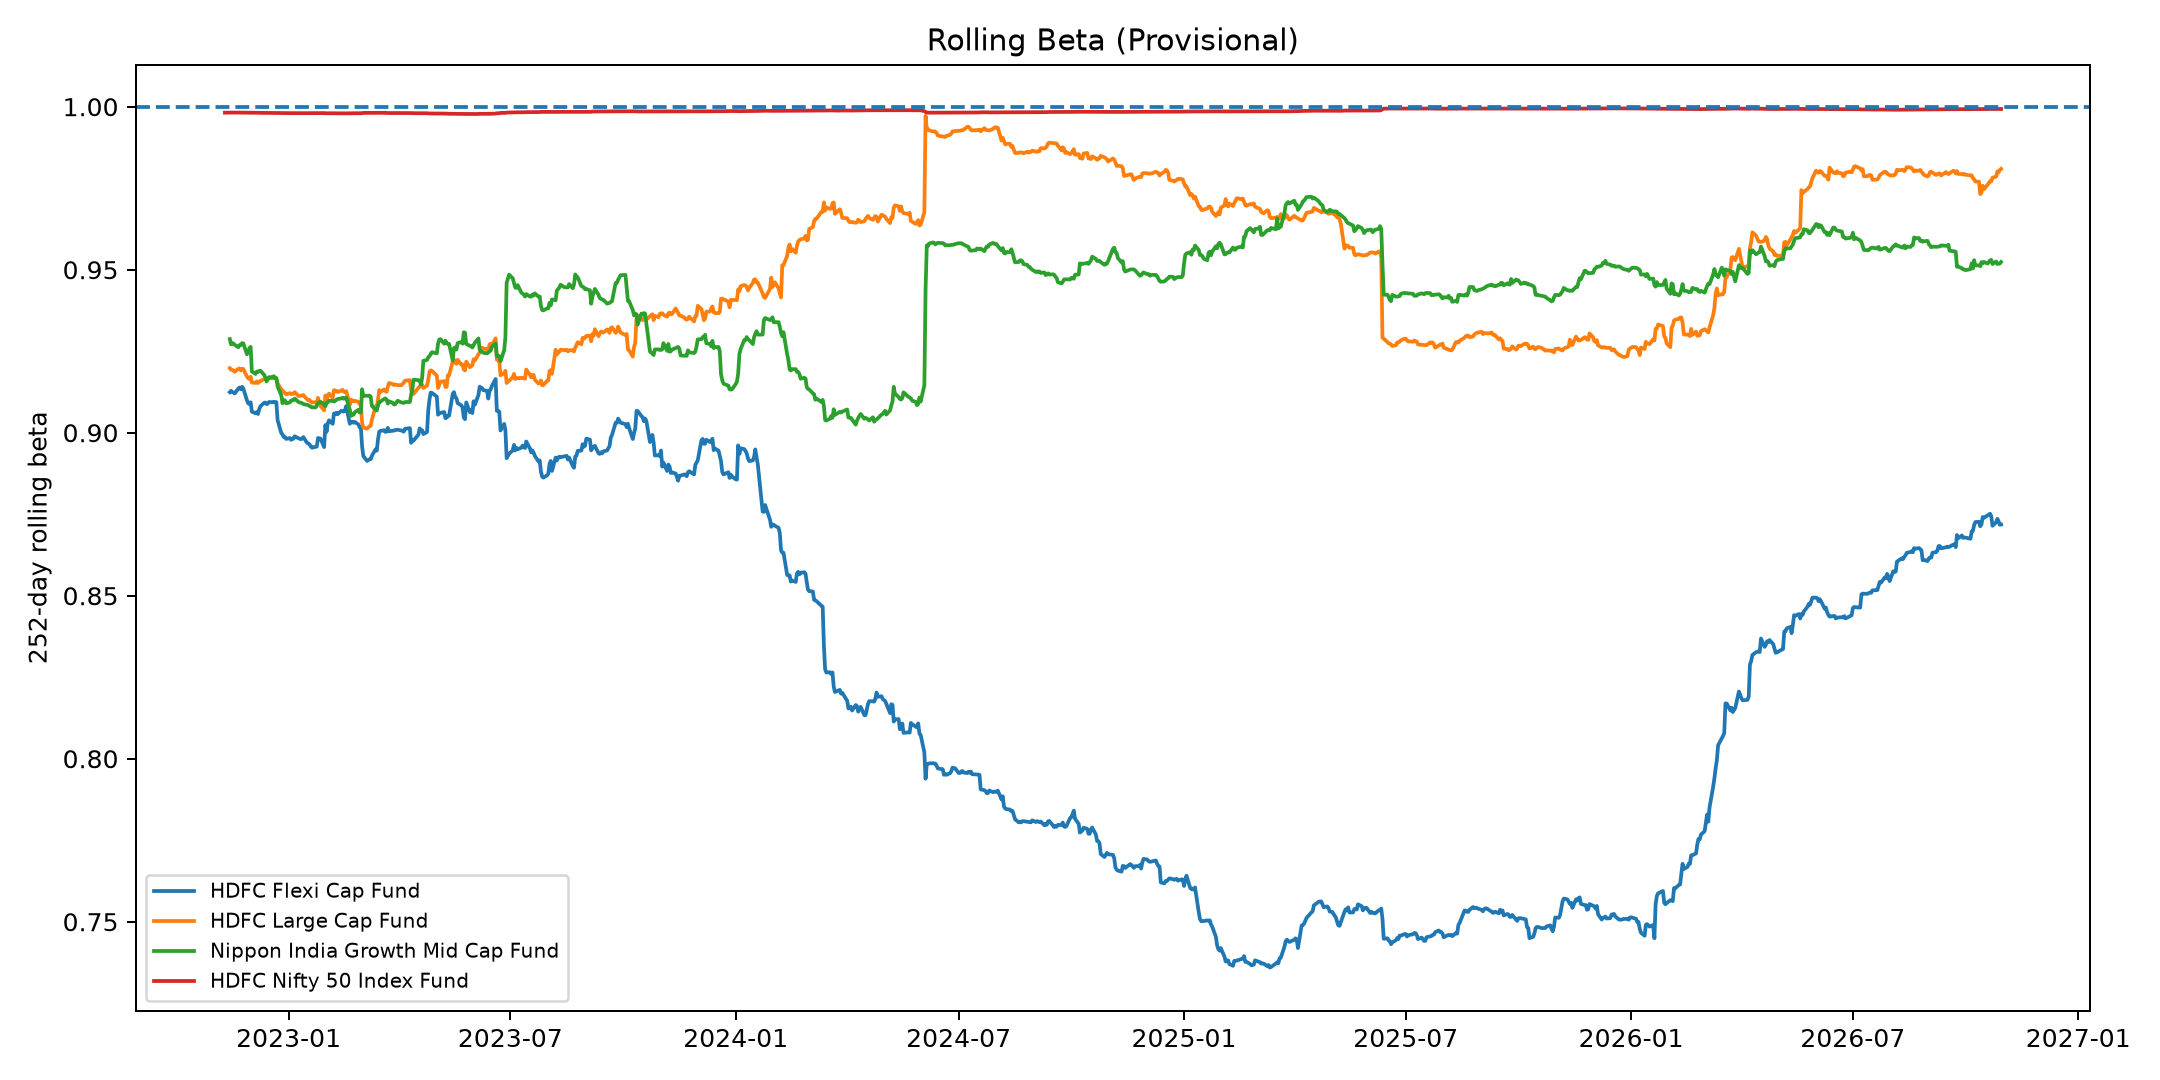 Rolling Beta (Provisional)
252-day rolling beta
1.00
0.95
0.90
0.85
0.80
0.75
HDFC Flexi Cap Fund
HDFC Large Cap Fund
Nippon India Growth Mid Cap Fund
HDFC Nifty 50 Index Fund
2023-01 2023-07 2024-01 2024-07 2025-01 2025-07 2026-01 2026-07 2027-01